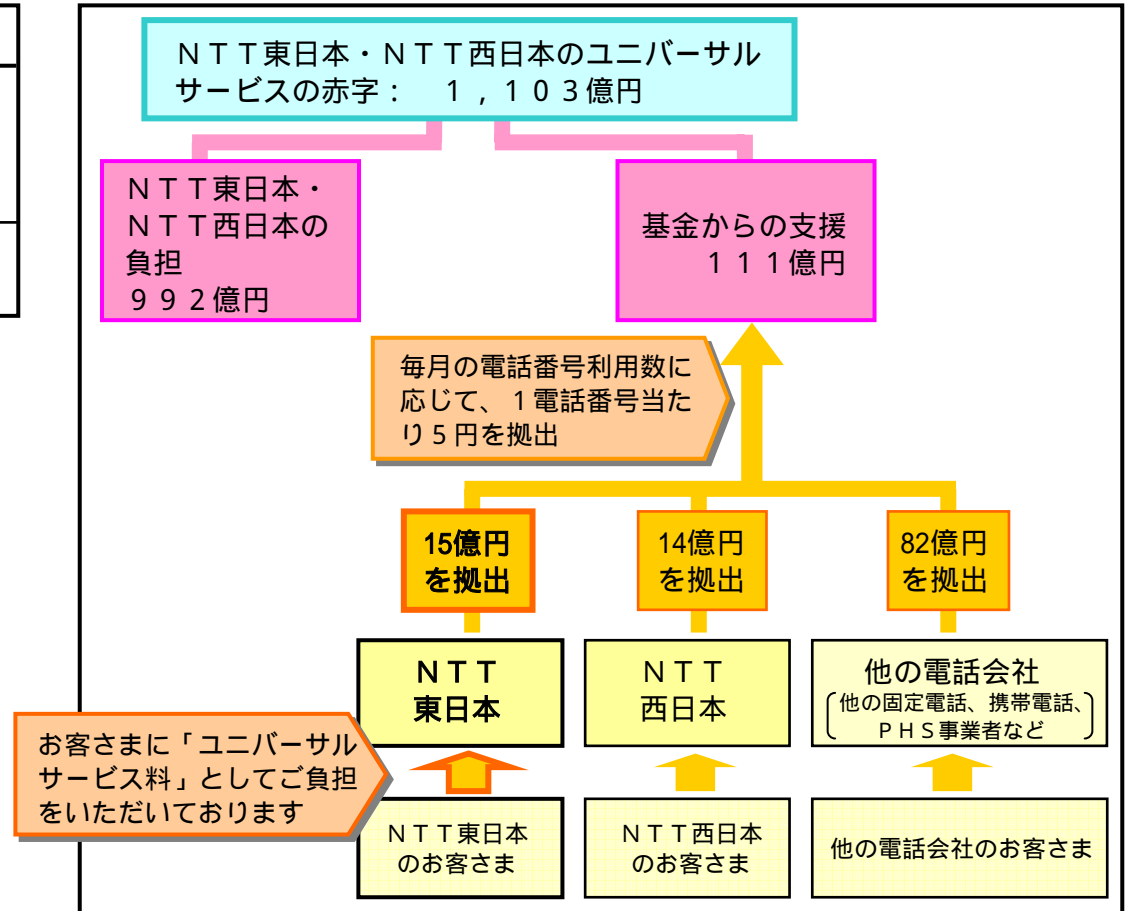 ＮＴＴ東日本・ＮＴＴ西日本のユニバーサル
サービスの赤字：　１，１０３億円
ＮＴＴ東日本・
ＮＴＴ西日本の
負担
９９２億円
基金からの支援
１１１億円
毎月の電話番号利用数に
応じて、１電話番号当た
り５円を拠出
15億円
を拠出
14億円
を拠出
82億円
を拠出
ＮＴＴ
東日本
ＮＴＴ
西日本
他の電話会社
（他の固定電話、携帯電話、
ＰＨＳ事業者など）
お客さまに「ユニバーサル
サービス料」としてご負担
をいただいております
ＮＴＴ東日本
のお客さま
ＮＴＴ西日本
のお客さま
他の電話会社のお客さま